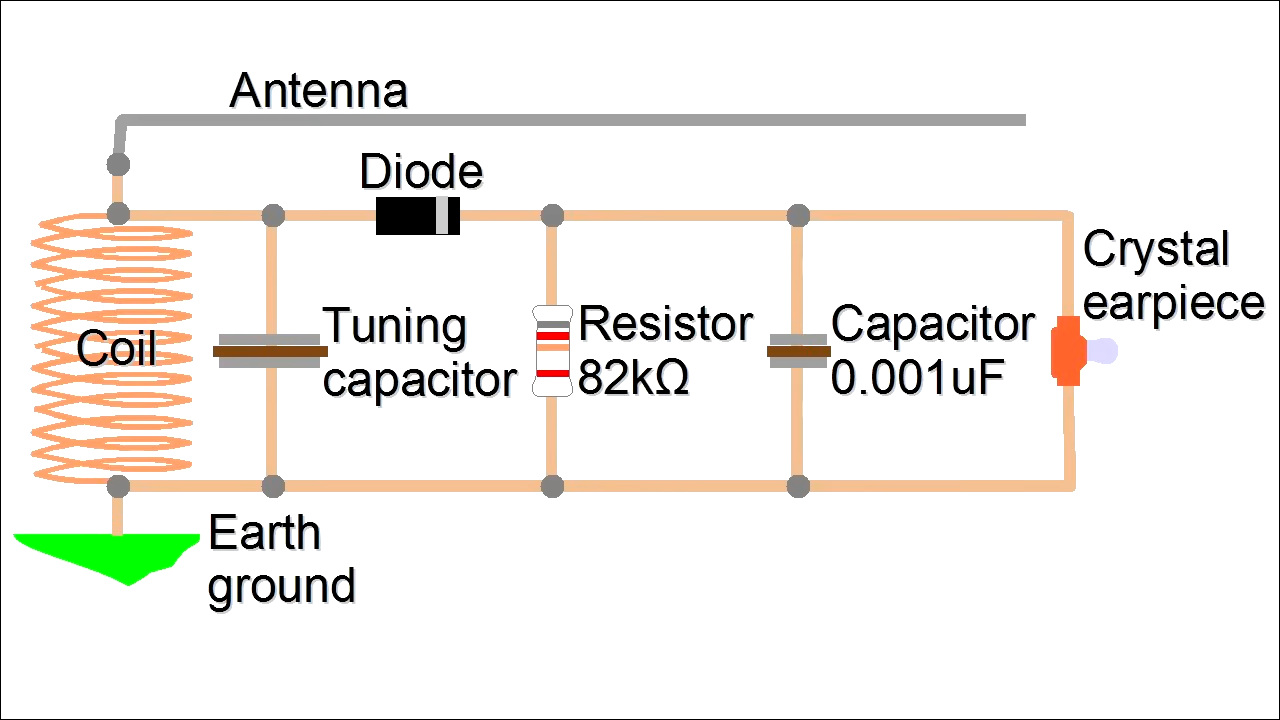 Antenna
Diode
Crystal
earpiece
Coil
Tuning
capacitor
Resistor
82kΩ
Capacitor
0.001uF
Earth
ground